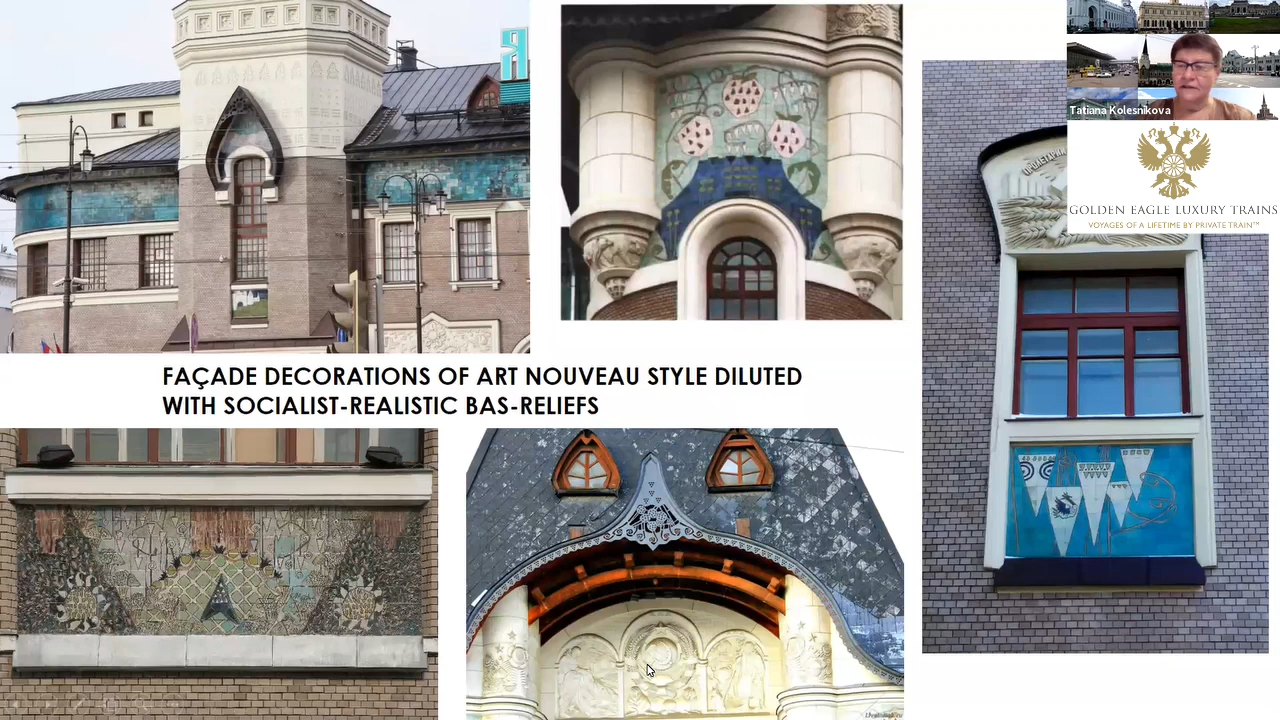 Я
Tatiana Kolesnikova
GOLDEN EAGLE LUXURY TRAINS
VOYAGES OF A LIFETIME BY PRIVATE TRAIN™
FAÇADE DECORATIONS OF ART NOUVEAU STYLE DILUTED
WITH SOCIALIST-REALISTIC BAS-RELIEFS